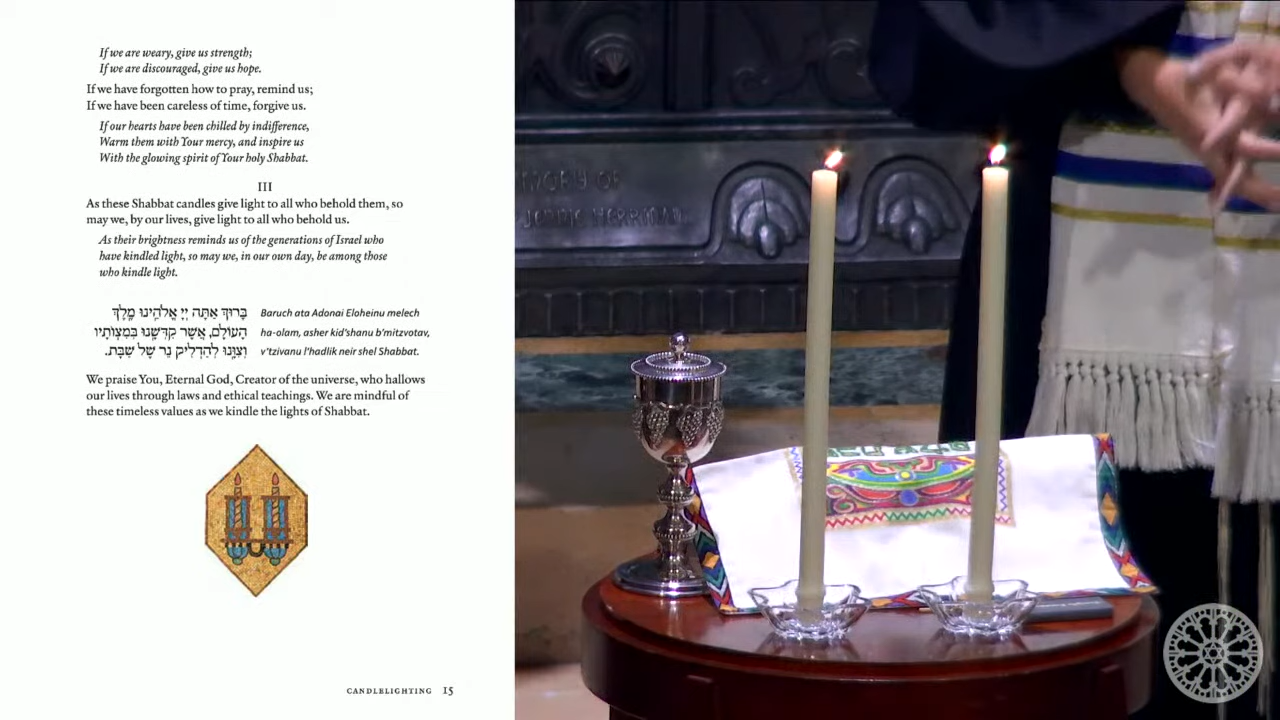 If we are weary, give us strength;
If we are discouraged, give us hope.
If we have forgotten how to pray, remind us;
If we have been careless of time, forgive us.
If our hearts have been chilled by indifference,
Warm them with Your mercy, and inspire us
With the glowing spirit of Your holy Shabbat.
III
As these Shabbat candles give light to all who behold them, so
may we, by our lives, give light to all who behold us.
As their brightness reminds us of the generations of Israel who
have kindled light, so may we, in our own day, be among those
who kindle light.
בָּרוּךְ אַתָּה יְיָ אֱלֹהֵֽינוּ מֶֽלֶךְ
הָעוֹלָם, אֲשֶׁר קִדְּשָֽׁנוּ בְּמִצְוֹתָיו
וְצִוָּֽנוּ לְהַדְלִיק נֵר שֶׁל שַׁבָּת.
Baruch ata Adonai Eloheinu melech
ha-olam, asher kid'shanu b'mitzvotav,
v'tzivanu l'hadlik neir shel Shabbat.
We praise You, Eternal God, Creator of the universe, who hallows
our lives through laws and ethical teachings. We are mindful of
these timeless values as we kindle the lights of Shabbat.
CANDLELIGHTING 15
MEMORY OF
JENNIE HERRMAN